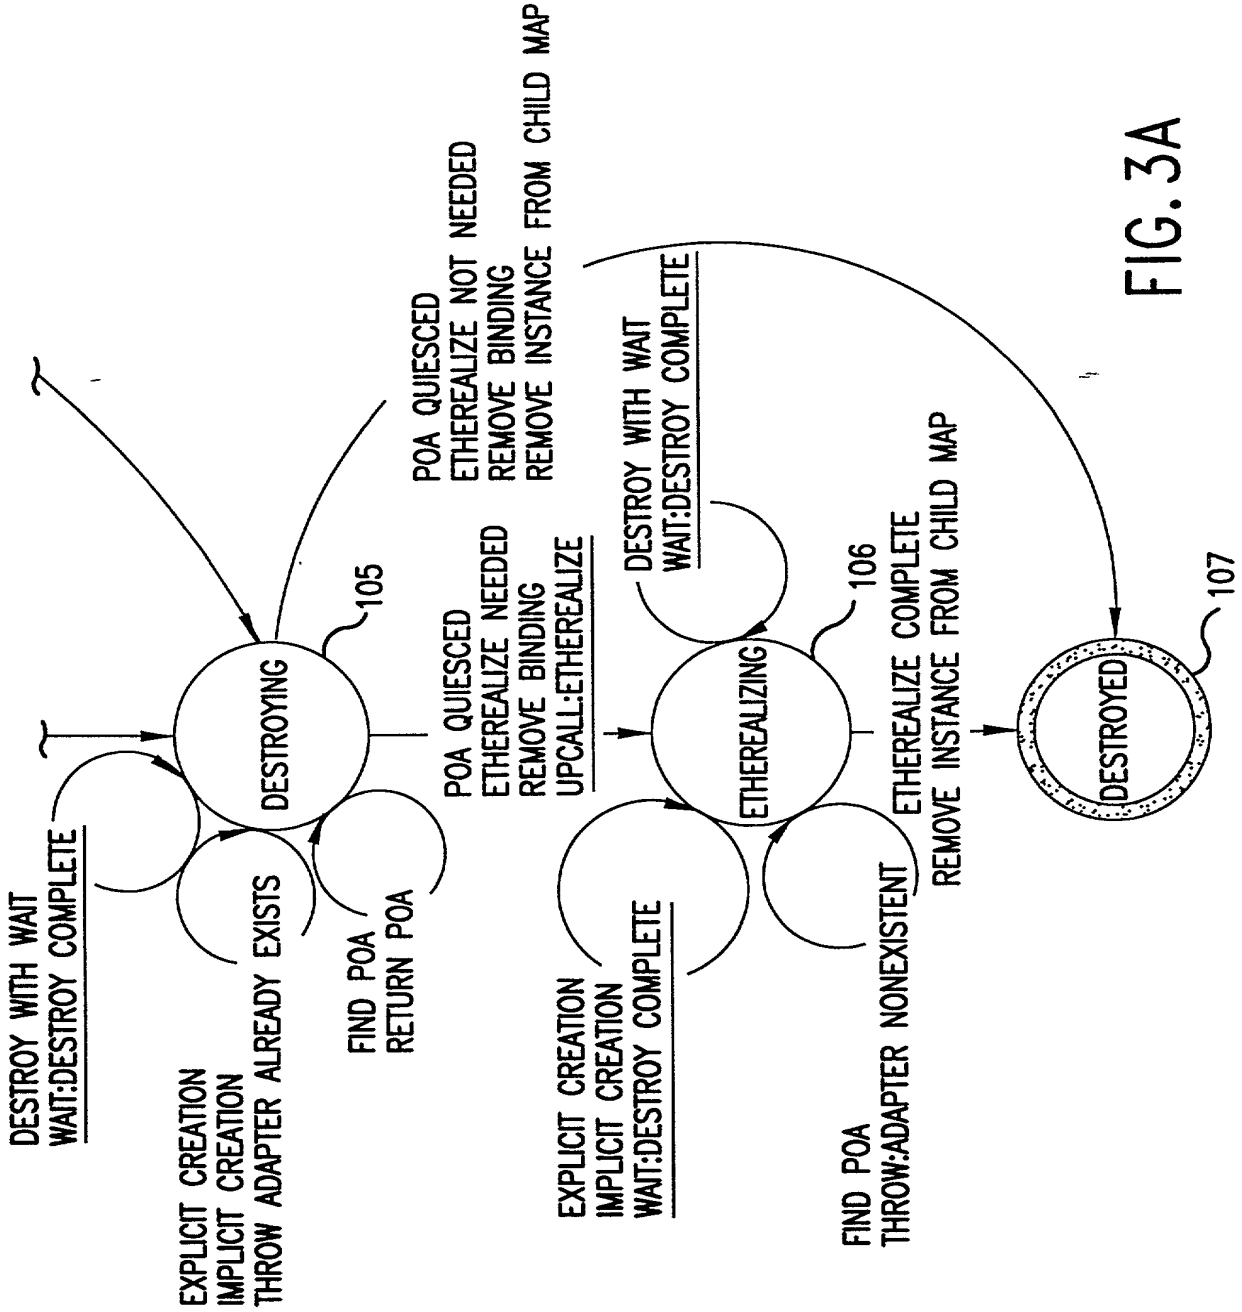 DESTROY WITH WAIT
WAIT:DESTROY COMPLETE
EXPLICIT CREATION
IMPLICIT CREATION
THROW ADAPTER ALREADY EXISTS
FIND POA
RETURN POA
DESTROYING
105
POA QUIESCED
ETHEREALIZE NOT NEEDED
REMOVE BINDING
REMOVE INSTANCE FROM CHILD MAP
POA QUIESCED
ETHEREALIZE NEEDED
REMOVE BINDING
UPCALL:ETHEREALIZE
DESTROY WITH WAIT
WAIT:DESTROY COMPLETE
EXPLICIT CREATION
IMPLICIT CREATION
WAIT:DESTROY COMPLETE
ETHEREALIZING
106
FIND POA
THROW:ADAPTER NONEXISTENT
ETHEREALIZE COMPLETE
REMOVE INSTANCE FROM CHILD MAP
DESTROYED
107
FIG. 3A